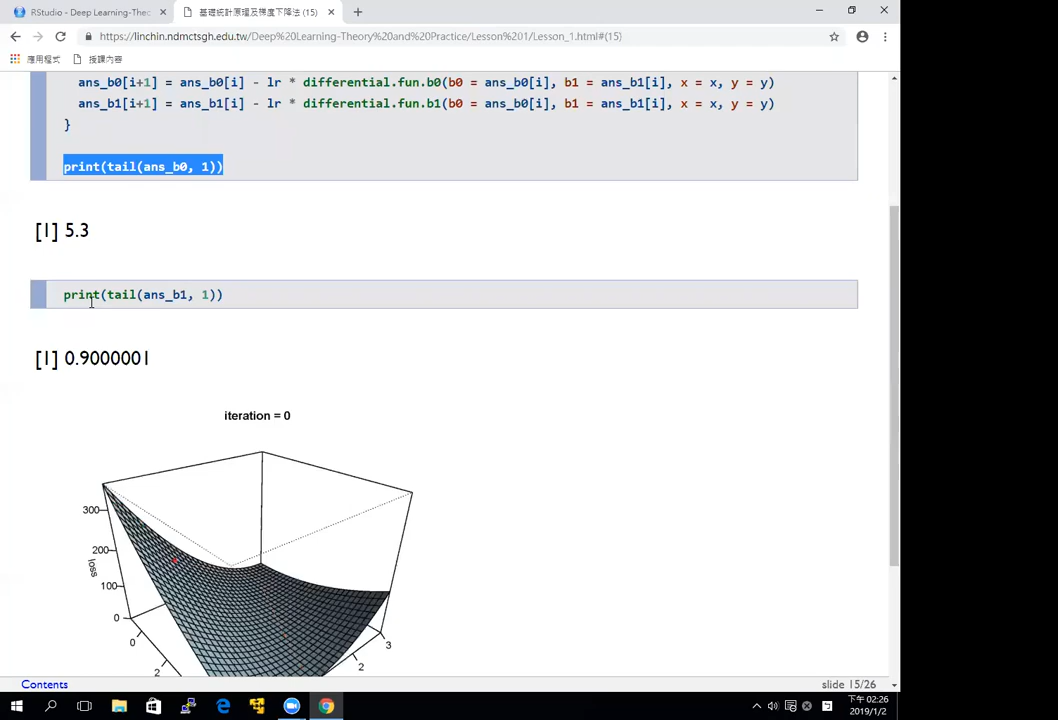 RStudio - Deep Learning-Theo
基礎統計原理及梯度下降法 (15)
https://linchin.ndmctsgh.edu.tw/Deep%20Learning-Theory%20and%20Practice/Lesson%201/Lesson_1.html#(15)
應用程式
授課內容
ans_b0[i+1] = ans_b0[i] - lr * differential.fun.b0(b0 = ans_b0[i], b1 = ans_b1[i], x = x, y = y)
ans_b1[i+1] = ans_b1[i] - lr * differential.fun.b1(b0 = ans_b0[i], b1 = ans_b1[i], x = x, y = y)
}
print(tail(ans_b0, 1))
[1] 5.3
print(tail(ans_b1, 1))
[1] 0.9000001
iteration = 0
300
200
100
0
loss
0
2
2
3
Contents
slide 15/26
下午 02:26
2019/1/2